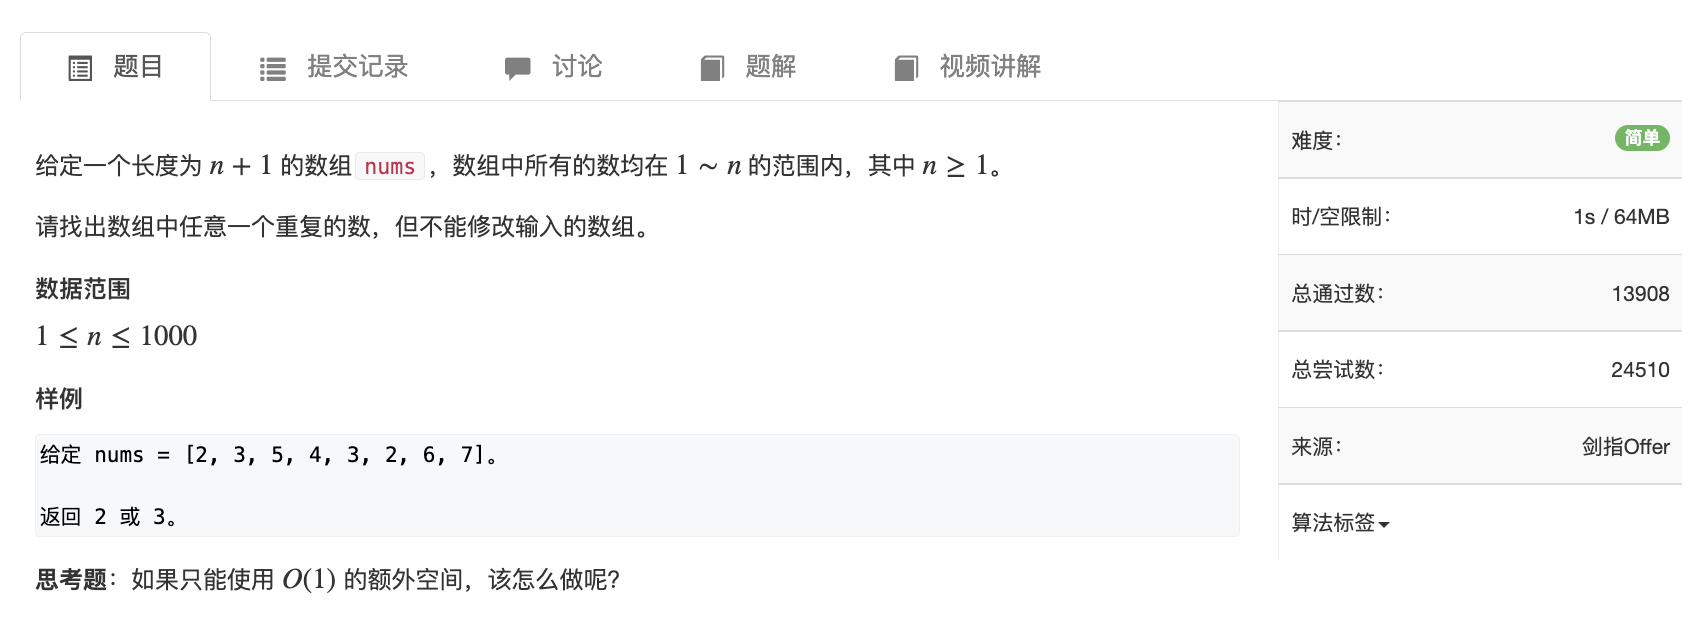 题目 提交记录 讨论 题解 视频讲解
给定一个长度为 n + 1 的数组 nums，数组中所有的数均在 1 ∼ n 的范围内，其中 n ≥ 1。
请找出数组中任意一个重复的数，但不能修改输入的数组。
数据范围
1 ≤ n ≤ 1000
样例
给定 nums = [2, 3, 5, 4, 3, 2, 6, 7]。
返回 2 或 3。
思考题：如果只能使用 O(1) 的额外空间，该怎么做呢？
难度： 简单
时/空限制： 1s / 64MB
总通过数： 13908
总尝试数： 24510
来源： 剑指Offer
算法标签